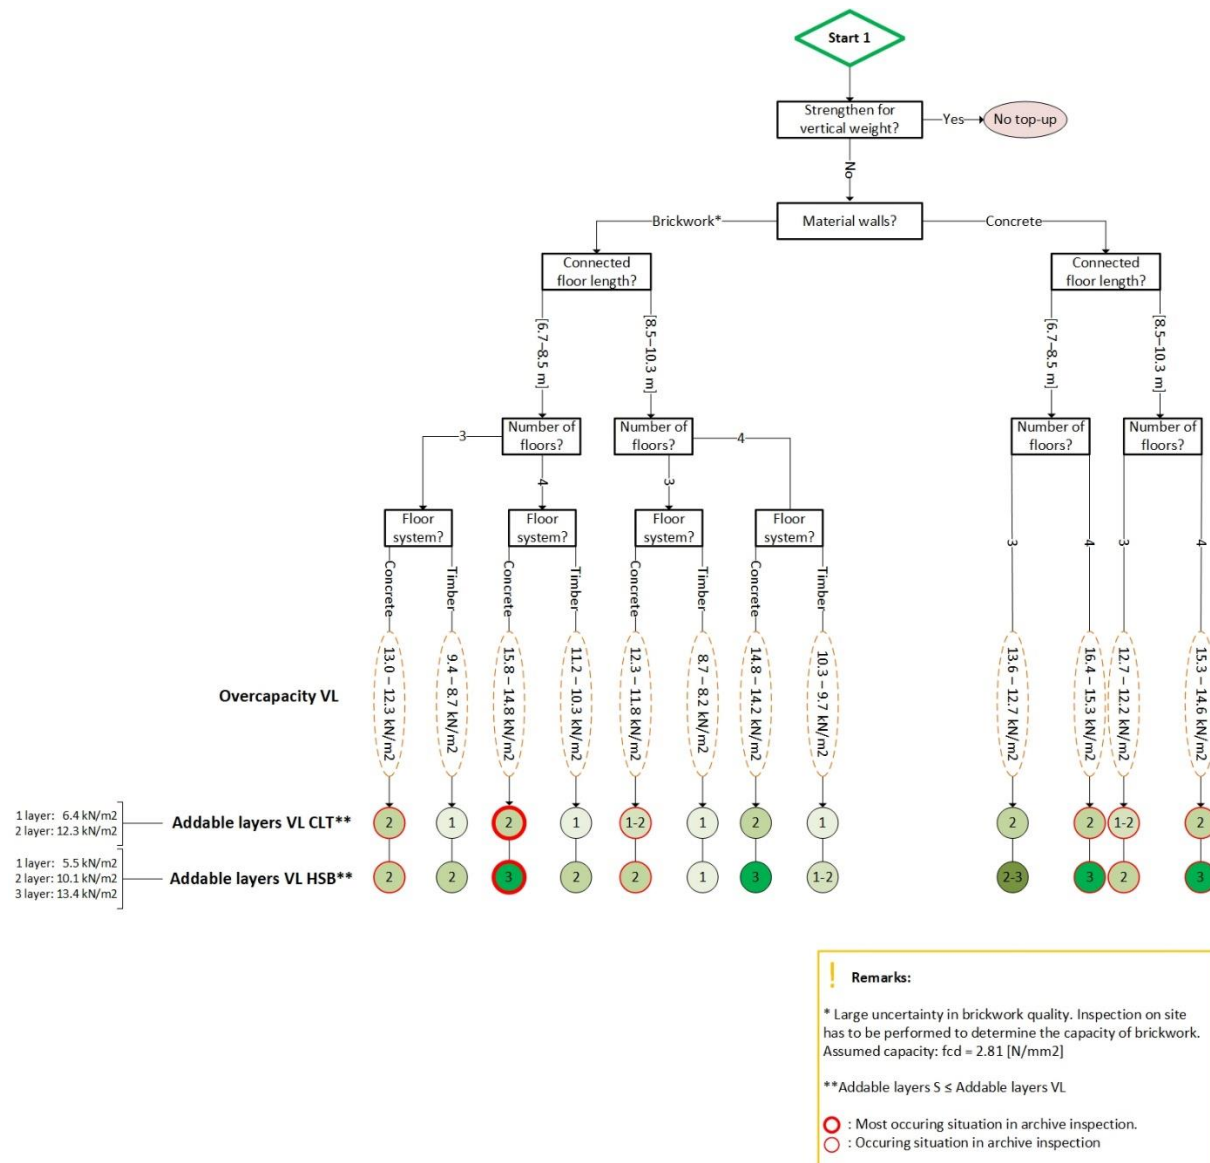 Start 1
Strengthen for
vertical weight?
Yes
No top-up
No
Material walls?
Brickwork*
Concrete
Connected
floor length?
Connected
floor length?
[6.7–8.5 m]
[8.5–10.3 m]
[6.7–8.5 m]
[8.5–10.3 m]
Number of
floors?
Number of
floors?
Number of
floors?
Number of
floors?
3
4
3
4
3
4
3
4
Floor
system?
Floor
system?
Floor
system?
Floor
system?
Concrete
Timber
Concrete
Timber
Concrete
Timber
Concrete
Timber
Overcapacity VL
13.0 – 12.3 kN/m2
9.4 – 8.7 kN/m2
15.8 – 14.8 kN/m2
11.2 – 10.3 kN/m2
12.3 – 11.8 kN/m2
8.7 – 8.2 kN/m2
14.8 – 14.2 kN/m2
10.3 – 9.7 kN/m2
13.6 – 12.7 kN/m2
16.4 – 15.3 kN/m2
12.7 – 12.2 kN/m2
15.3 – 14.6 kN/m2
1 layer: 6.4 kN/m2
2 layer: 12.3 kN/m2
Addable layers VL CLT**
2 1 2 1 1-2 1 2 1 2 2 1-2 2
1 layer: 5.5 kN/m2
2 layer: 10.1 kN/m2
3 layer: 13.4 kN/m2
Addable layers VL HSB**
2 2 3 2 2 1 3 1-2 2-3 3 2 3
! Remarks:
* Large uncertainty in brickwork quality. Inspection on site
has to be performed to determine the capacity of brickwork.
Assumed capacity: fcd = 2.81 [N/mm2]
**Addable layers S ≤ Addable layers VL
: Most occuring situation in archive inspection.
: Occuring situation in archive inspection